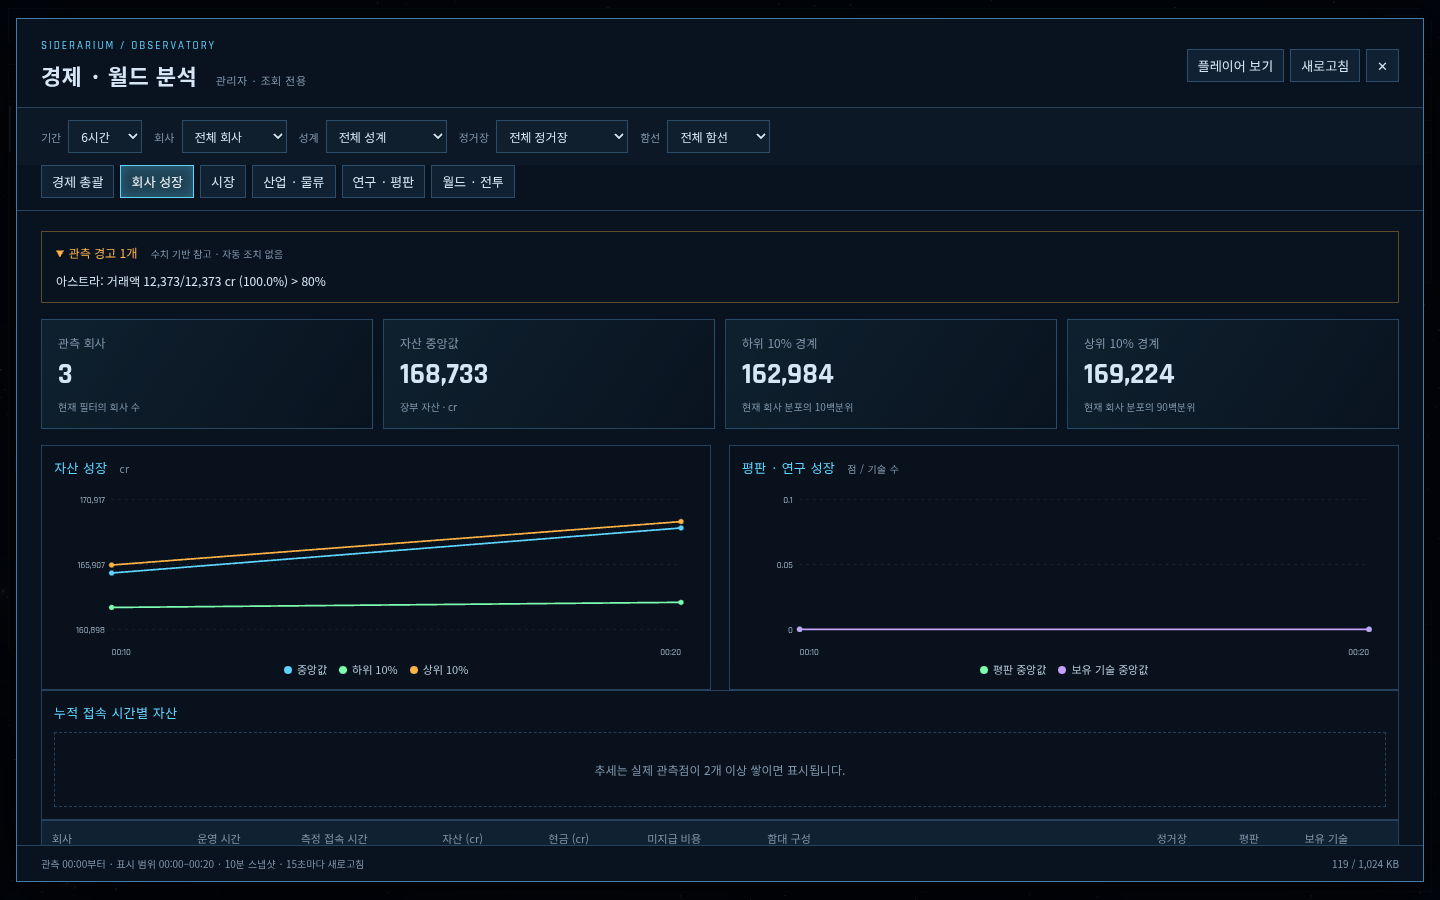 SIDERARIUM / OBSERVATORY
경제 · 월드 분석 관리자 · 조회 전용
플레이어 보기 새로고침 ✕
기간 6시간 회사 전체 회사 성계 전체 성계 정거장 전체 정거장 함선 전체 함선
경제 총괄 회사 성장 시장 산업 · 물류 연구 · 평판 월드 · 전투
▼ 관측 경고 1개 수치 기반 참고 · 자동 조치 없음
아스트라: 거래액 12,373/12,373 cr (100.0%) > 80%
관측 회사
3
현재 필터의 회사 수
자산 중앙값
168,733
장부 자산 · cr
하위 10% 경계
162,984
현재 회사 분포의 10백분위
상위 10% 경계
169,224
현재 회사 분포의 90백분위
자산 성장 cr
170,917
165,907
160,898
00:10 00:20
중앙값 하위 10% 상위 10%
평판 · 연구 성장 점 / 기술 수
0.1
0.05
0
00:10 00:20
평판 중앙값 보유 기술 중앙값
누적 접속 시간별 자산
추세는 실제 관측점이 2개 이상 쌓이면 표시됩니다.
회사 운영 시간 측정 접속 시간 자산 (cr) 현금 (cr) 미지급 비용 함대 구성 정거장 평판 보유 기술
관측 00:00부터 · 표시 범위 00:00–00:20 · 10분 스냅샷 · 15초마다 새로고침
119 / 1,024 KB